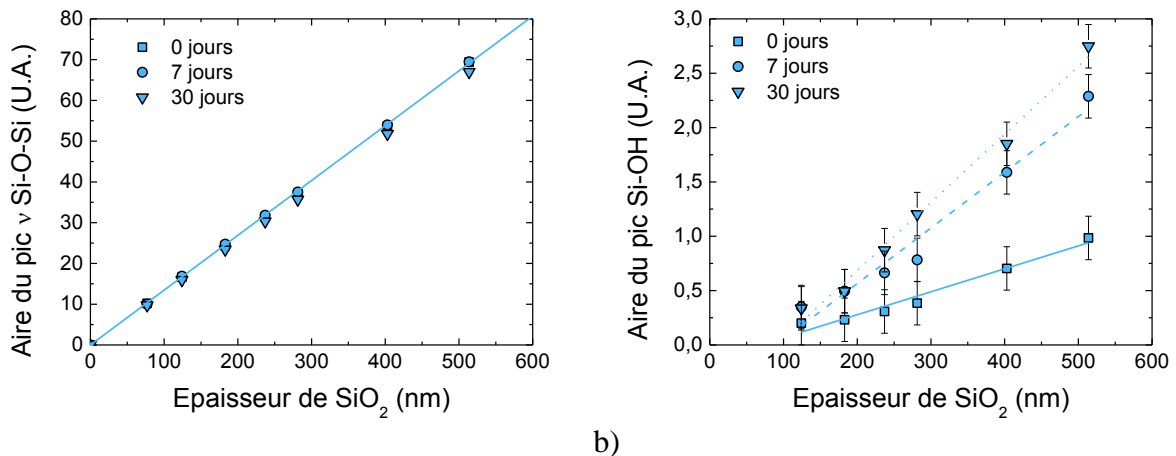 Aire du pic ν Si-O-Si (U.A.)
80
70
60
50
40
30
20
10
0
0 jours
7 jours
30 jours
0 100 200 300 400 500 600
Epaisseur de SiO₂ (nm)
Aire du pic Si-OH (U.A.)
3,0
2,5
2,0
1,5
1,0
0,5
0,0
0 jours
7 jours
30 jours
0 100 200 300 400 500 600
Epaisseur de SiO₂ (nm)
b)